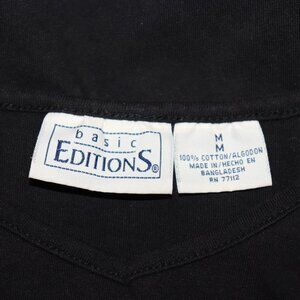 basic
EDITIONS®
M
M
100% COTTON/ALGODON
MADE IN/HECHO EN
BANGLADESH
RN 77112